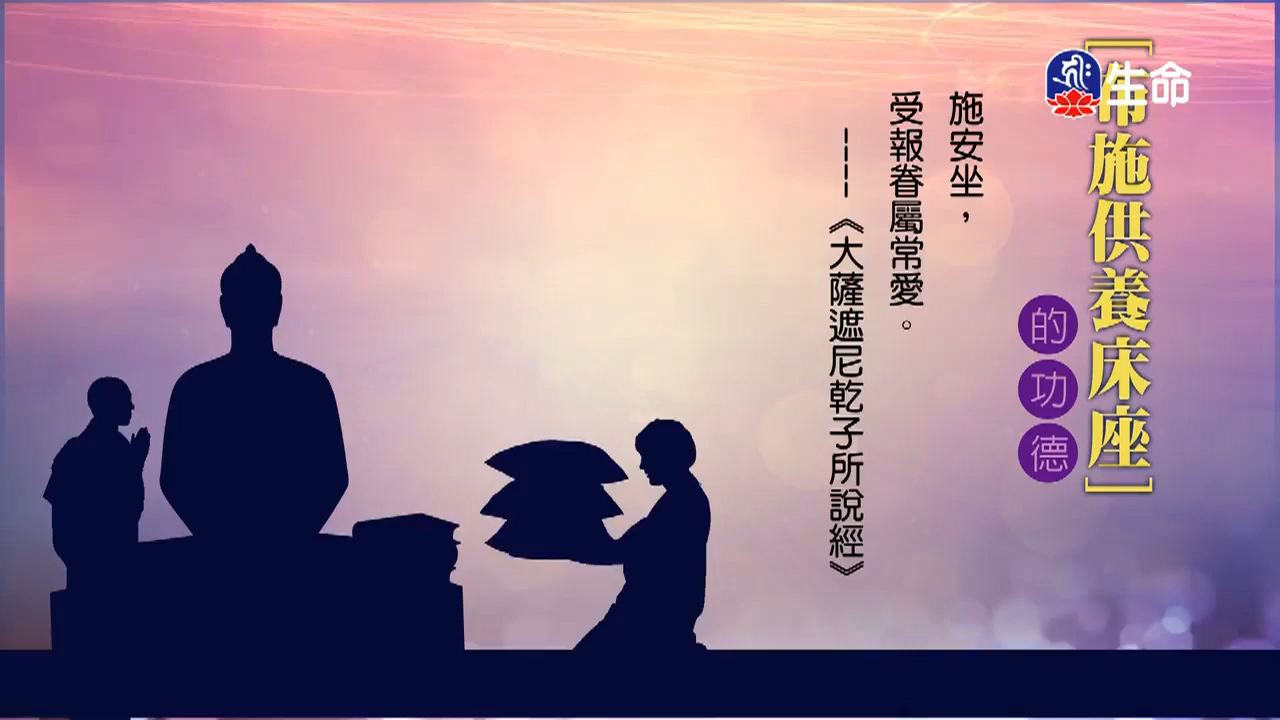 生命
[布施供養床座]
的功德
施安坐，
受報眷屬常愛。
----《大薩遮尼乾子所說經》